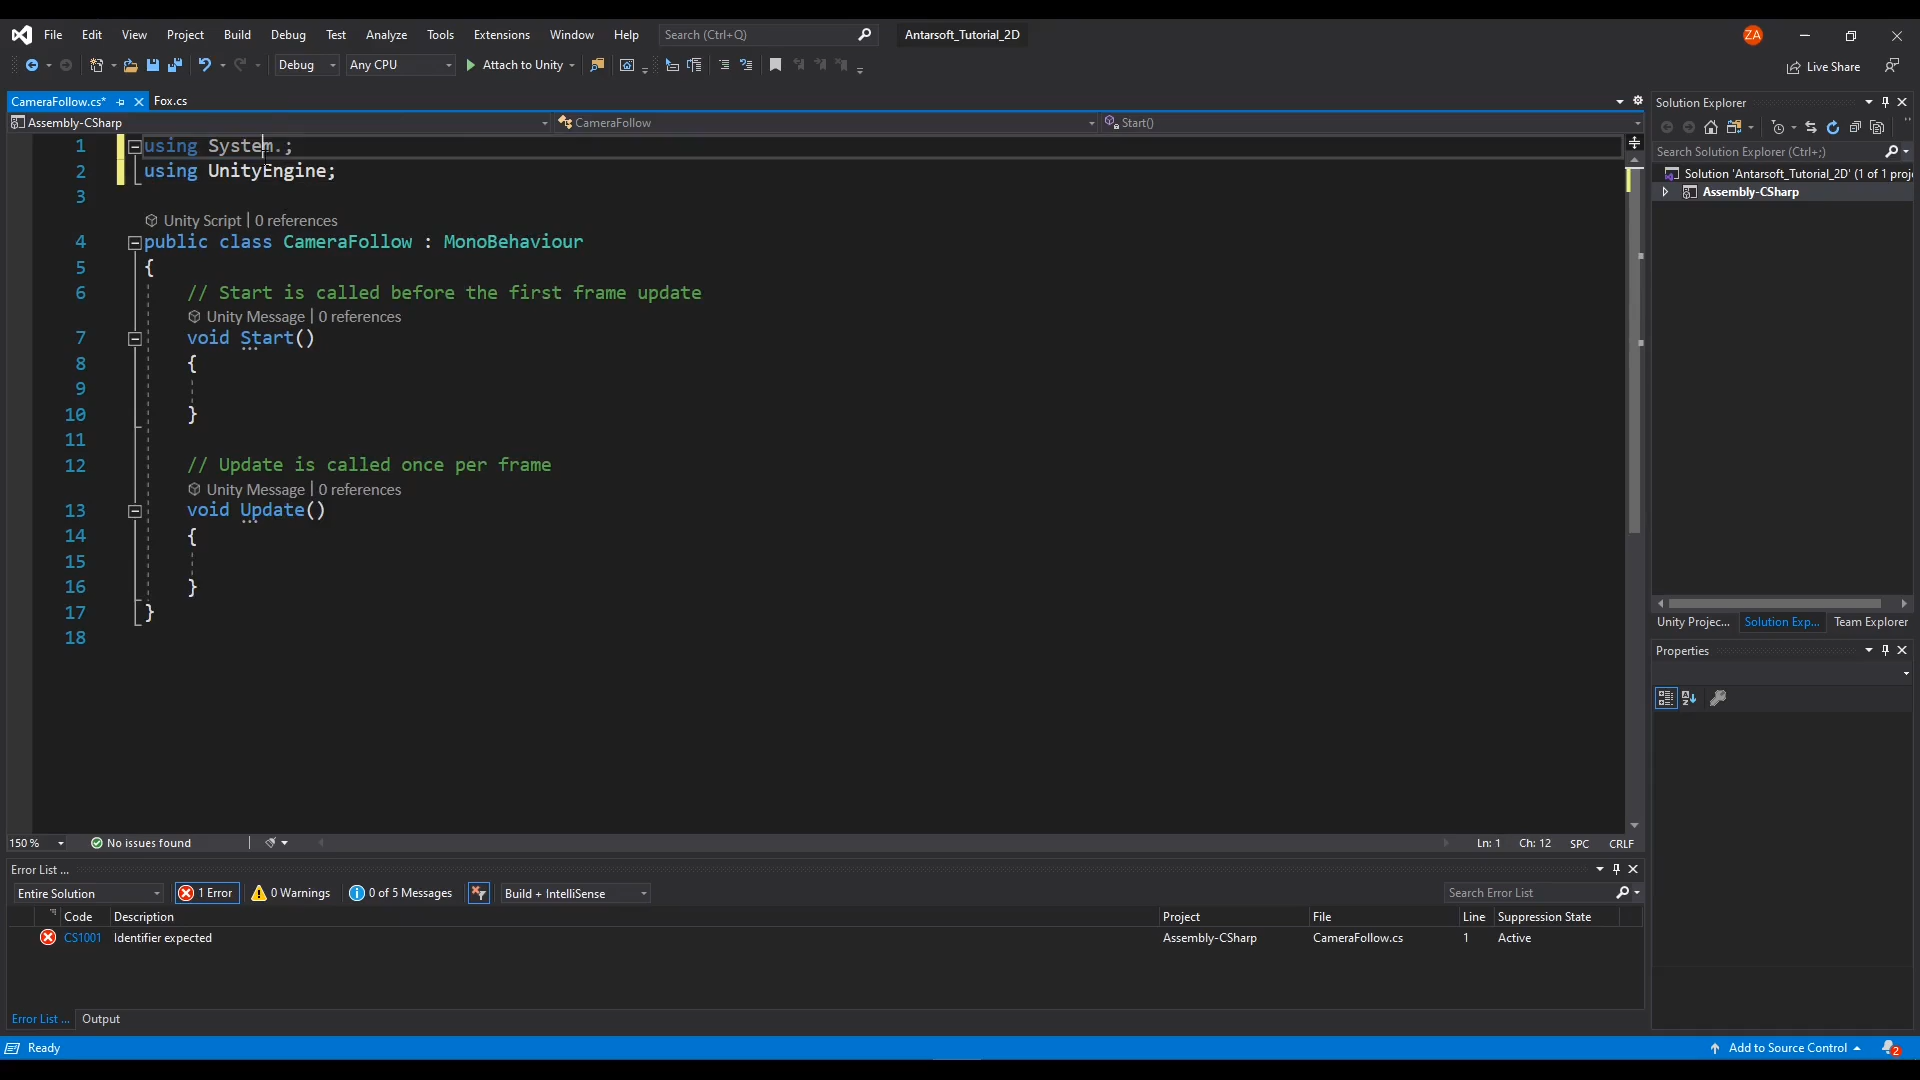 File Edit View Project Build Debug Test Analyze Tools Extensions Window Help Search (Ctrl+Q) Antarsoft_Tutorial_2D ZA
Debug Any CPU Attach to Unity Live Share
CameraFollow.cs* Fox.cs
Assembly-CSharp CameraFollow Start()
1 using System.;
2 using UnityEngine;
3
Unity Script | 0 references
4 public class CameraFollow : MonoBehaviour
5 {
6 // Start is called before the first frame update
Unity Message | 0 references
7 void Start()
8 {
9
10 }
11
12 // Update is called once per frame
Unity Message | 0 references
13 void Update()
14 {
15
16 }
17 }
18
150 % No issues found Ln: 1 Ch: 12 SPC CRLF
Error List ...
Entire Solution 1 Error 0 Warnings 0 of 5 Messages Build + IntelliSense Search Error List
Code Description Project File Line Suppression State
CS1001 Identifier expected Assembly-CSharp CameraFollow.cs 1 Active
Error List ... Output
Solution Explorer
Search Solution Explorer (Ctrl+;)
Solution 'Antarsoft_Tutorial_2D' (1 of 1 proj
Assembly-CSharp
Unity Projec... Solution Exp... Team Explorer
Properties
Ready Add to Source Control 2